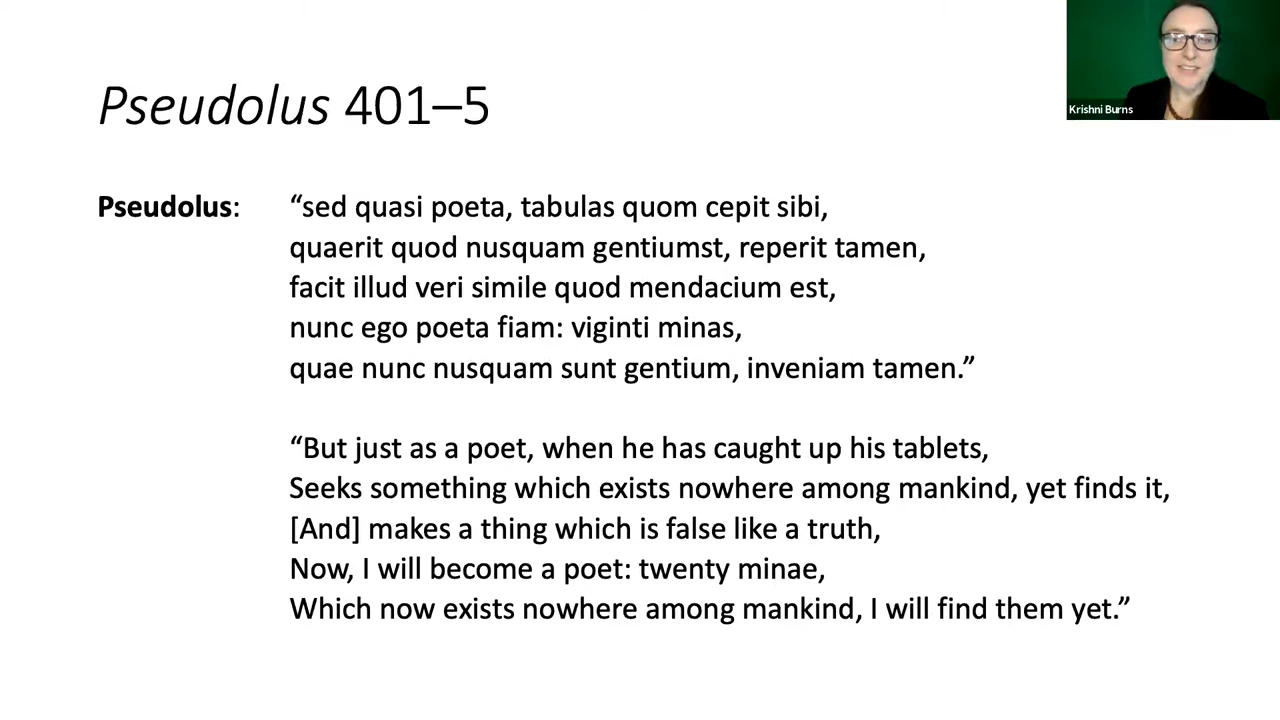 Pseudolus 401–5
Krishni Burns
Pseudolus: “sed quasi poeta, tabulas quom cepit sibi,
quaerit quod nusquam gentiumst, reperit tamen,
facit illud veri simile quod mendacium est,
nunc ego poeta fiam: viginti minas,
quae nunc nusquam sunt gentium, inveniam tamen.”
“But just as a poet, when he has caught up his tablets,
Seeks something which exists nowhere among mankind, yet finds it,
[And] makes a thing which is false like a truth,
Now, I will become a poet: twenty minae,
Which now exists nowhere among mankind, I will find them yet.”